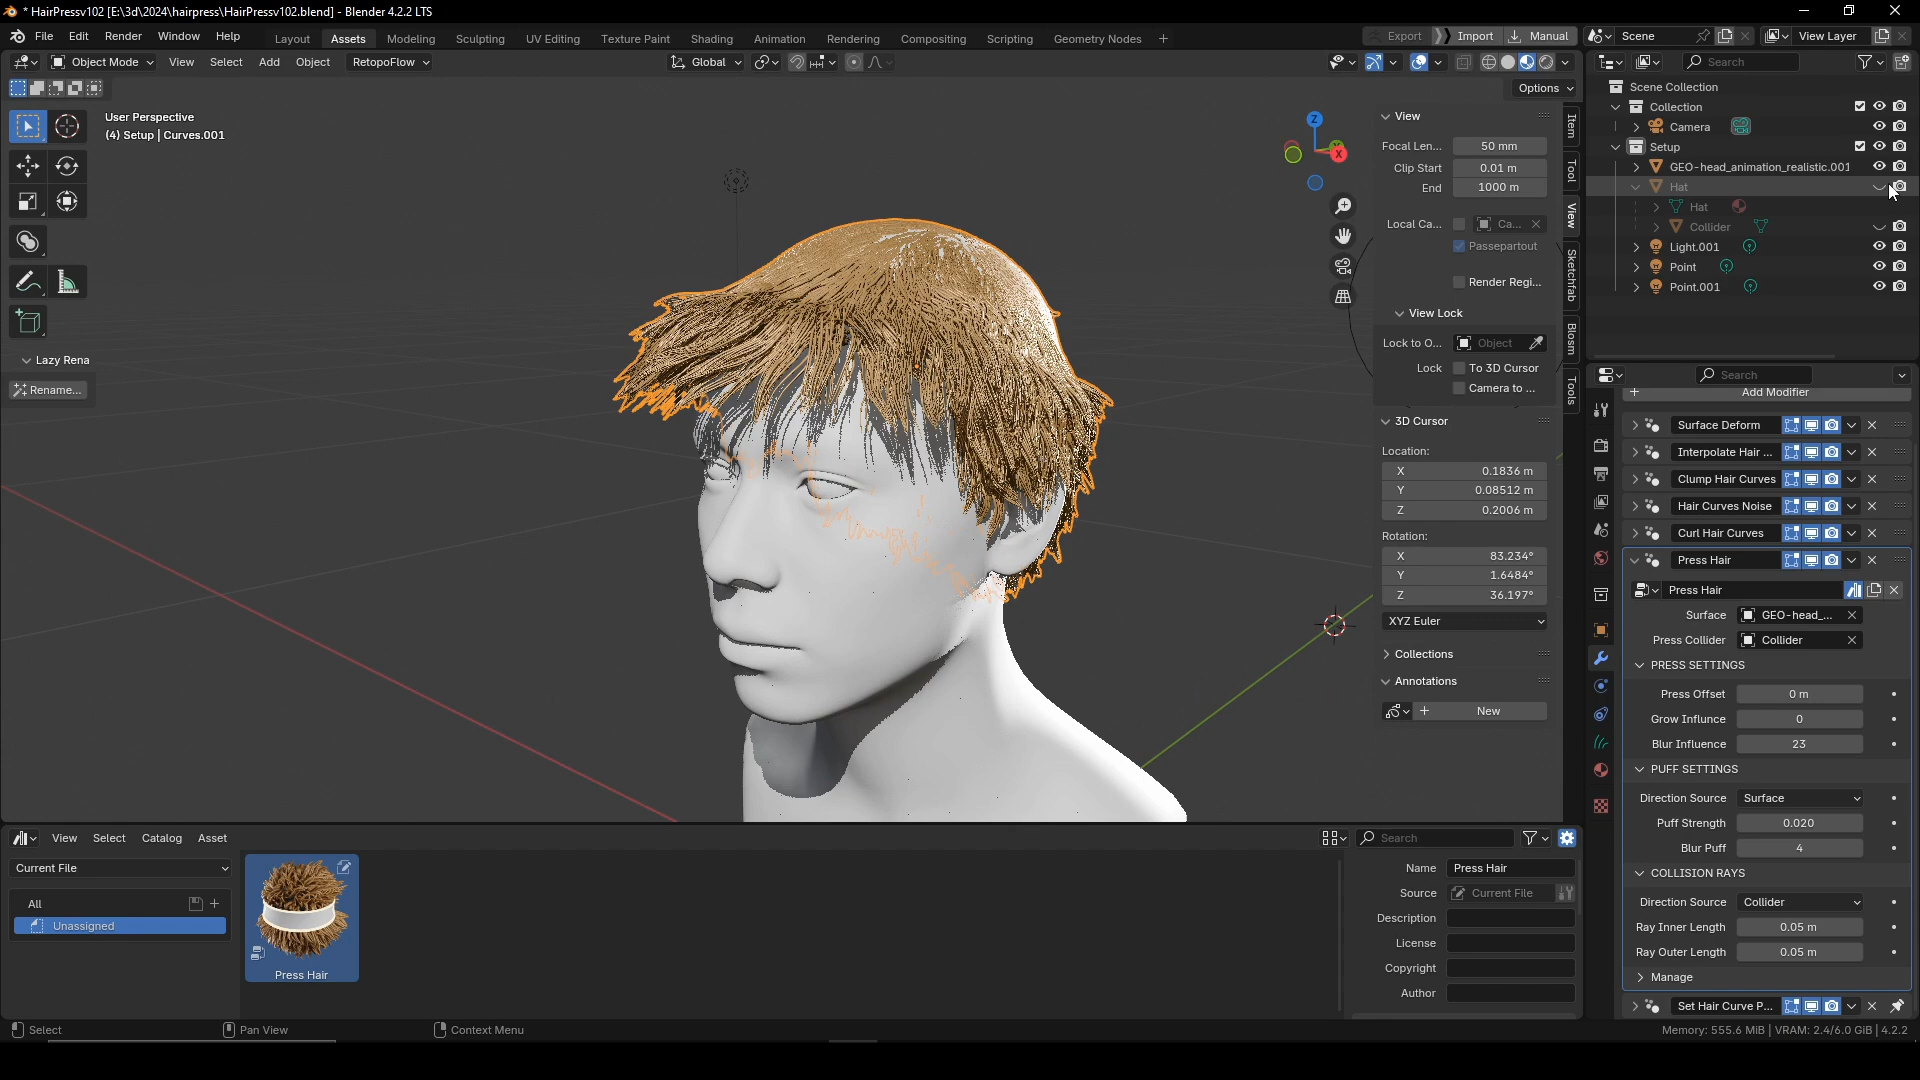 * HairPressv102 [E:\3d\2024\hairpress\HairPressv102.blend] - Blender 4.2.2 LTS
File Edit Render Window Help Layout Assets Modeling Sculpting UV Editing Texture Paint Shading Animation Rendering Compositing Scripting Geometry Nodes + Export Import Manual Scene View Layer
Object Mode View Select Add Object RetopoFlow Global Search
Options
User Perspective
(4) Setup | Curves.001
Lazy Rena
Rename...
Z
X
View
Focal Len... 50 mm
Clip Start 0.01 m
End 1000 m
Local Ca... Ca...
Passepartout
Render Regi...
View Lock
Lock to O... Object
Lock To 3D Cursor
Camera to ...
3D Cursor
Location:
X 0.1836 m
Y 0.08512 m
Z 0.2006 m
Rotation:
X 83.234°
Y 1.6484°
Z 36.197°
XYZ Euler
Collections
Annotations
New
Item
Tool
View
Sketchfab
Blosm
Tools
Scene Collection
Collection
Camera
Setup
GEO-head_animation_realistic.001
Hat
Hat
Collider
Light.001
Point
Point.001
Search
Add Modifier
Surface Deform
Interpolate Hair ...
Clump Hair Curves
Hair Curves Noise
Curl Hair Curves
Press Hair
Press Hair
Surface GEO-head_...
Press Collider Collider
PRESS SETTINGS
Press Offset 0 m
Grow Influnce 0
Blur Influence 23
PUFF SETTINGS
Direction Source Surface
Puff Strength 0.020
Blur Puff 4
COLLISION RAYS
Direction Source Collider
Ray Inner Length 0.05 m
Ray Outer Length 0.05 m
Manage
Set Hair Curve P...
View Select Catalog Asset Search
Current File
All
Unassigned
Press Hair
Name Press Hair
Source Current File
Description
License
Copyright
Author
Select Pan View Context Menu Memory: 555.6 MiB | VRAM: 2.4/6.0 GiB | 4.2.2